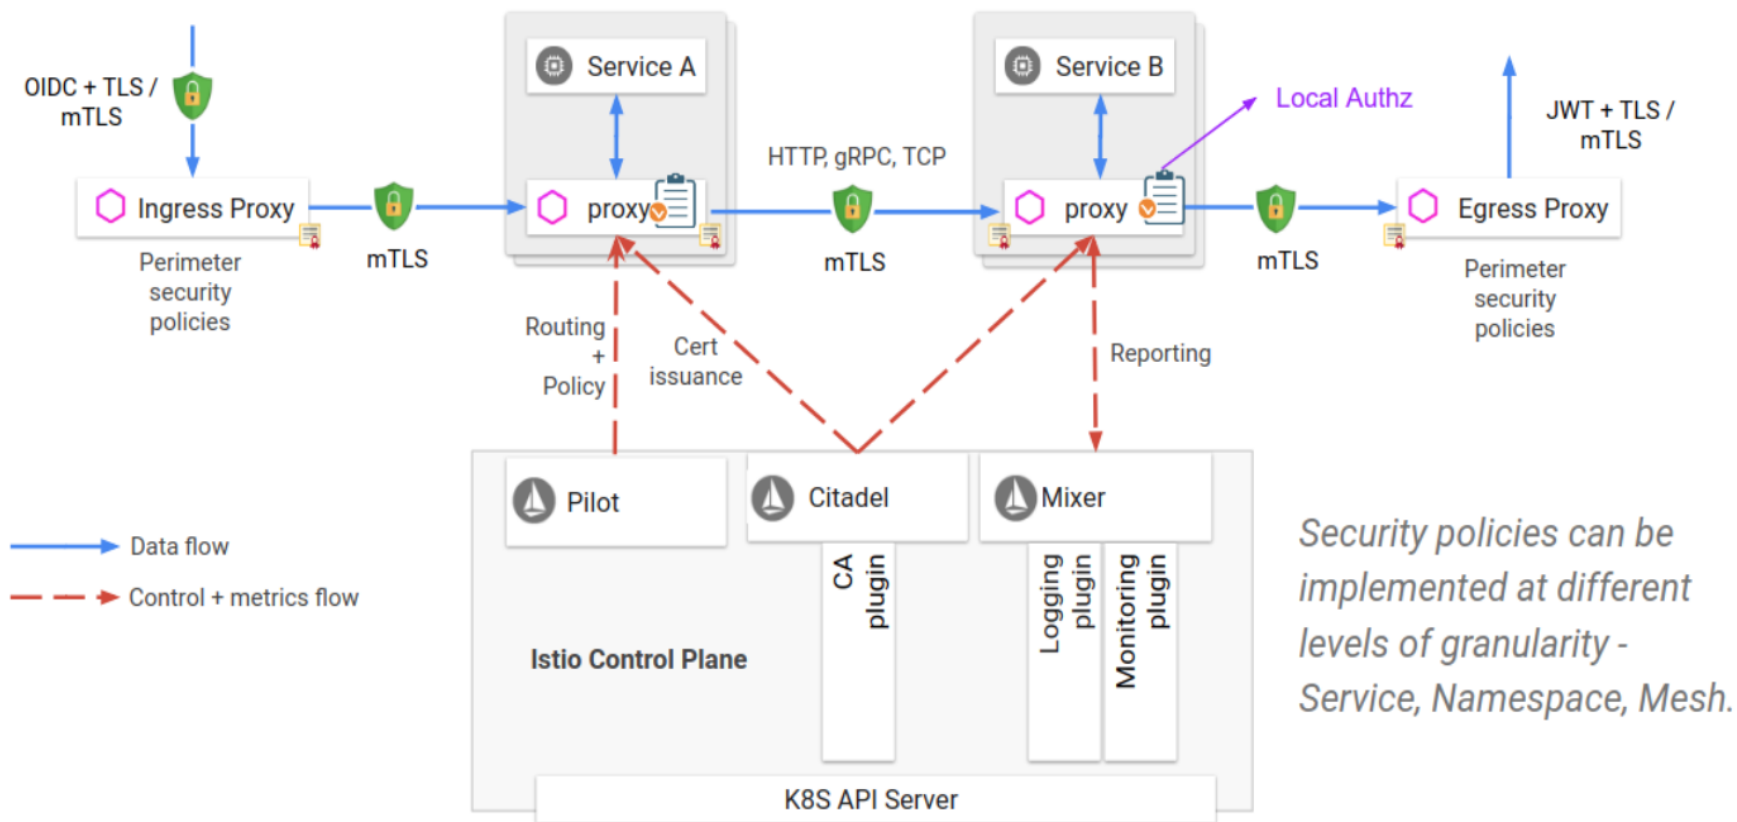 OIDC + TLS /
mTLS
Service A
Service B
Local Authz
JWT + TLS /
mTLS
HTTP, gRPC, TCP
Ingress Proxy
proxy
proxy
Egress Proxy
mTLS
mTLS
mTLS
Perimeter
security
policies
Perimeter
security
policies
Routing
+
Policy
Cert
issuance
Reporting
Pilot
Citadel
Mixer
Data flow
Control + metrics flow
CA
plugin
Logging
plugin
Monitoring
plugin
Istio Control Plane
K8S API Server
Security policies can be
implemented at different
levels of granularity -
Service, Namespace, Mesh.